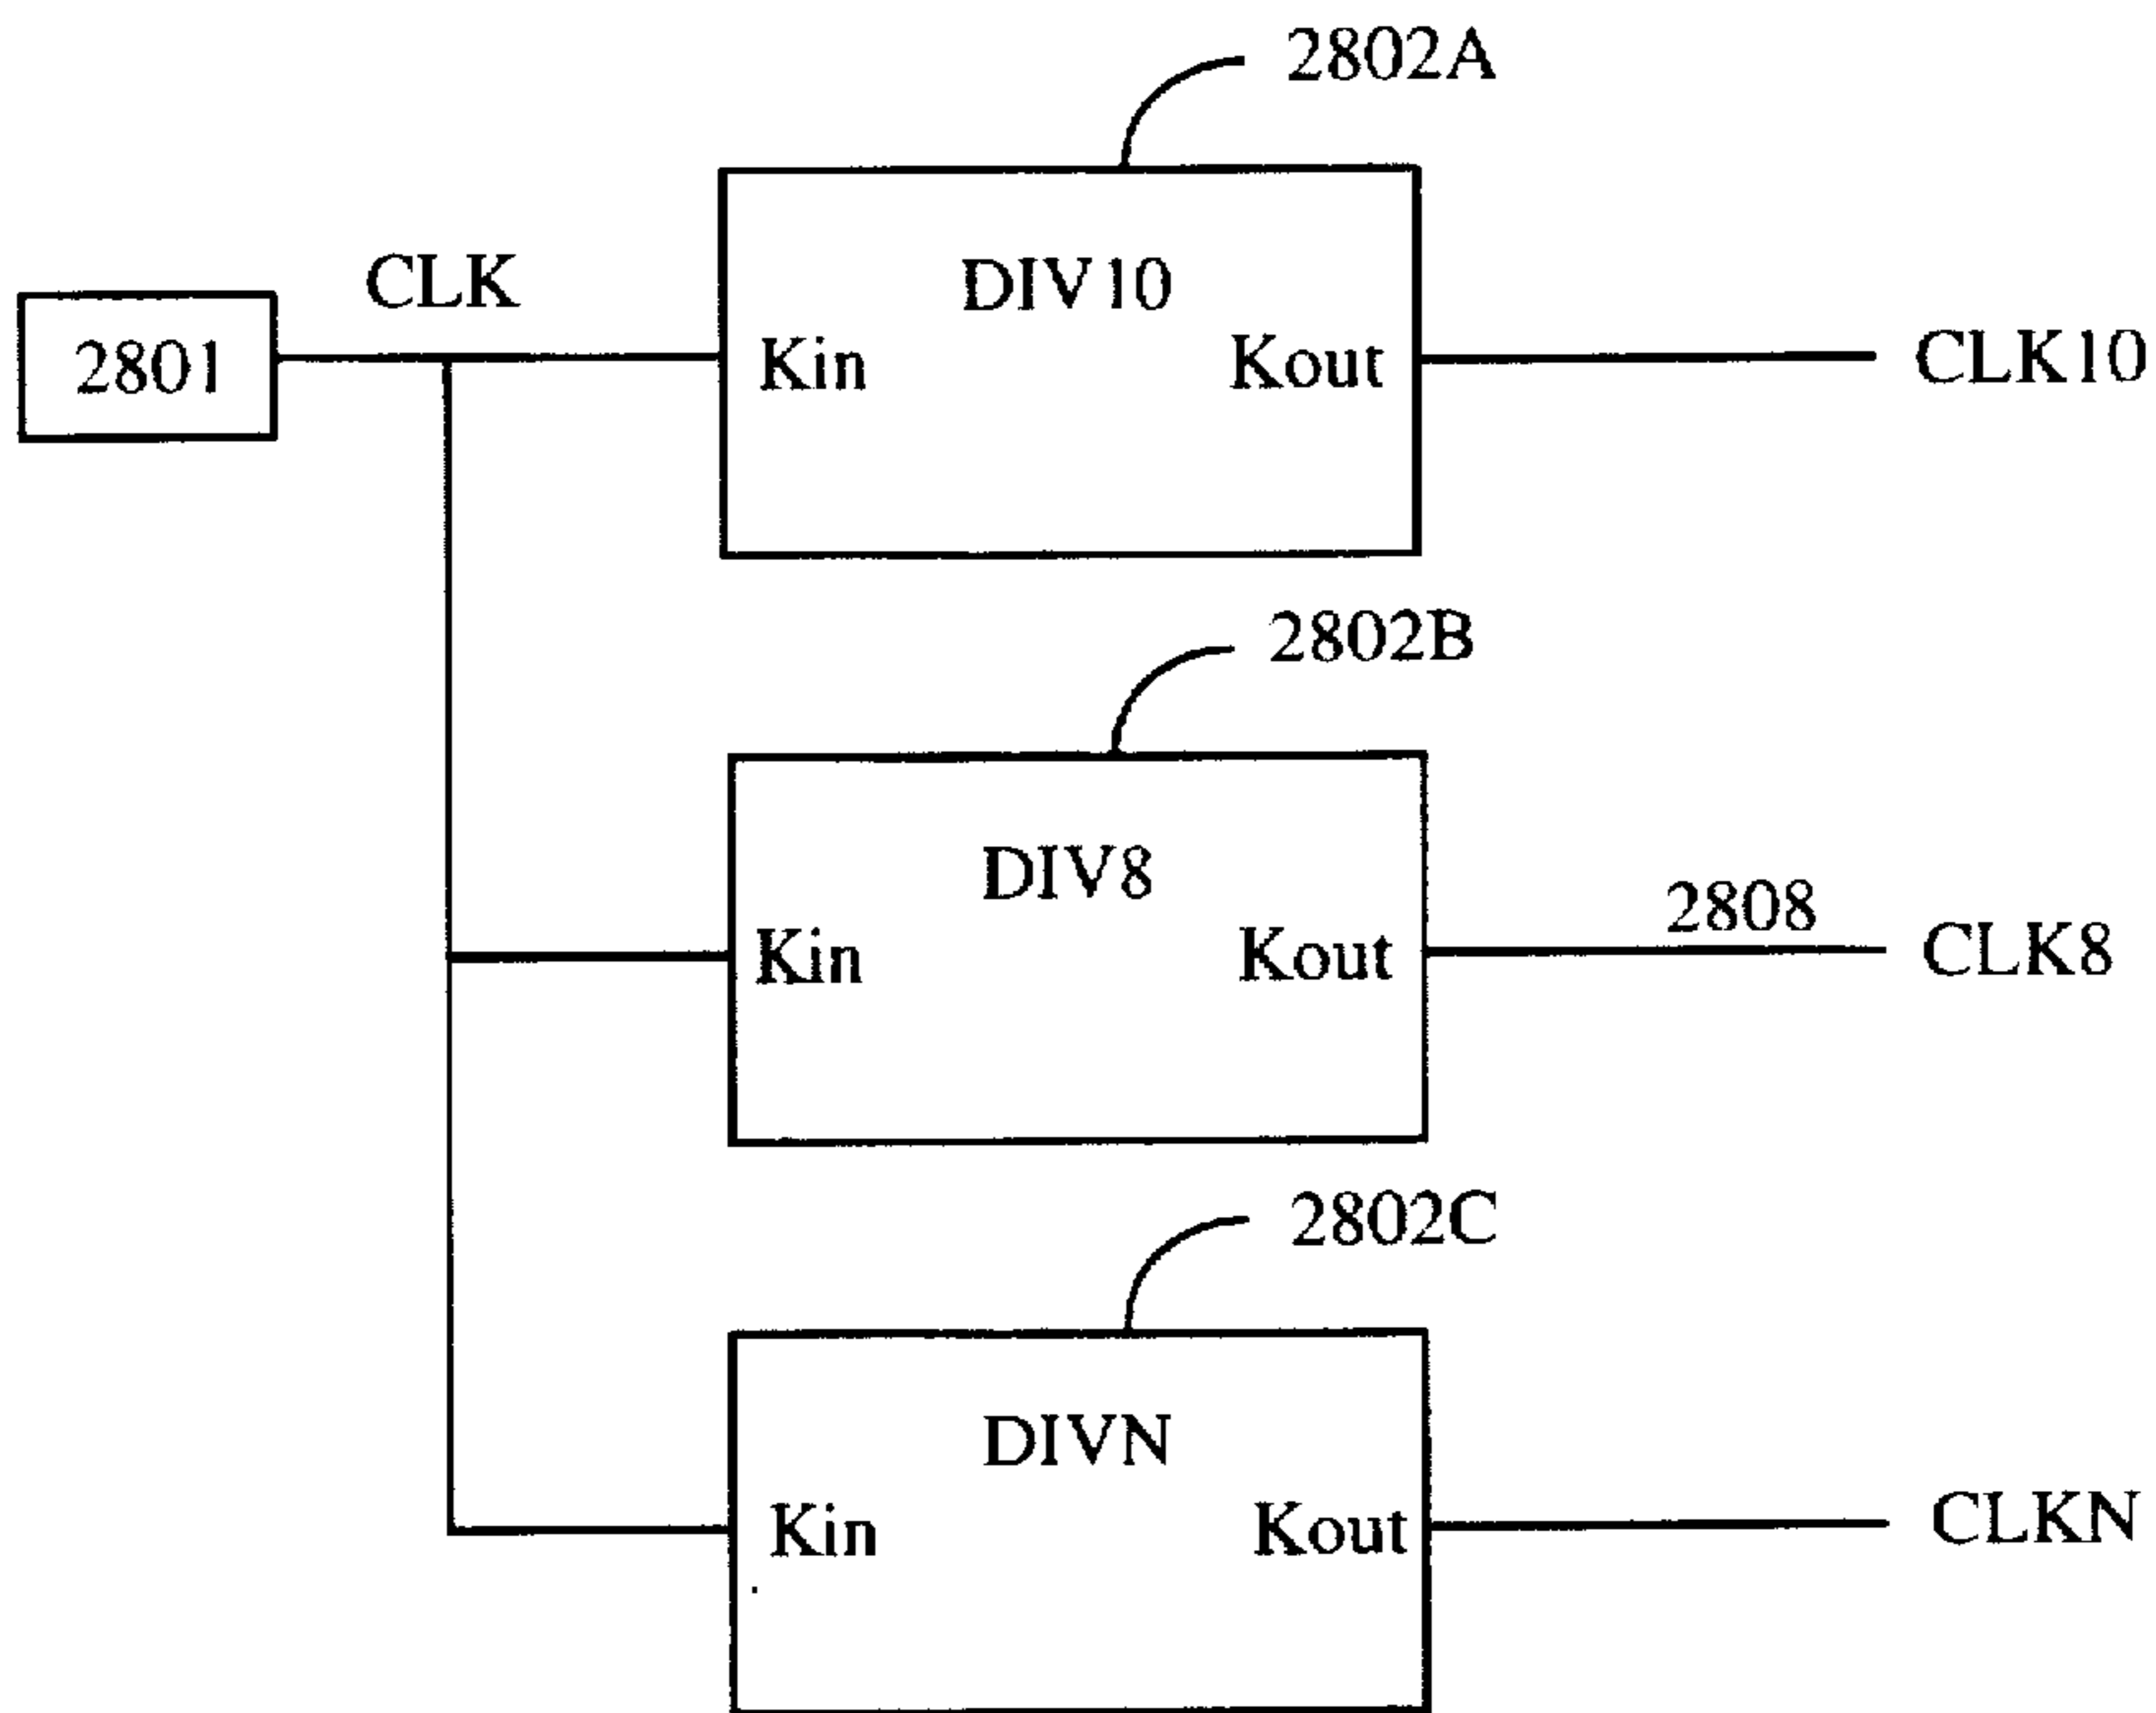 2802A
CLK
DIV10
2801
Kin
Kout
CLK10
2802B
DIV8
2808
Kin
Kout
CLK8
2802C
DIVN
Kin
Kout
CLKN